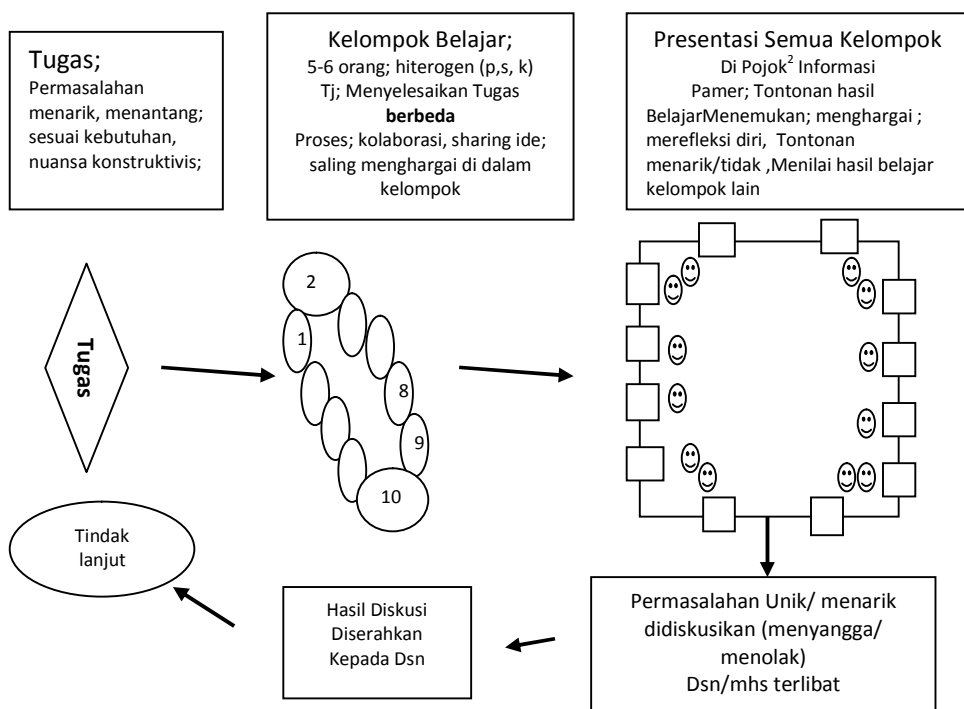 Tugas;
Permasalahan
menarik, menantang;
sesuai kebutuhan,
nuansa konstruktivis;
Kelompok Belajar;
5-6 orang; hiterogen (p,s, k)
Tj; Menyelesaikan Tugas
berbeda
Proses; kolaborasi, sharing ide;
saling menghargai di dalam
kelompok
Presentasi Semua Kelompok
Di Pojok² Informasi
Pamer; Tontonan hasil
BelajarMenemukan; menghargai ;
merefleksi diri, Tontonan
menarik/tidak ,Menilai hasil belajar
kelompok lain
Tugas
2
1
8
9
10
Tindak
lanjut
Hasil Diskusi
Diserahkan
Kepada Dsn
Permasalahan Unik/ menarik
didiskusikan (menyangga/
menolak)
Dsn/mhs terlibat